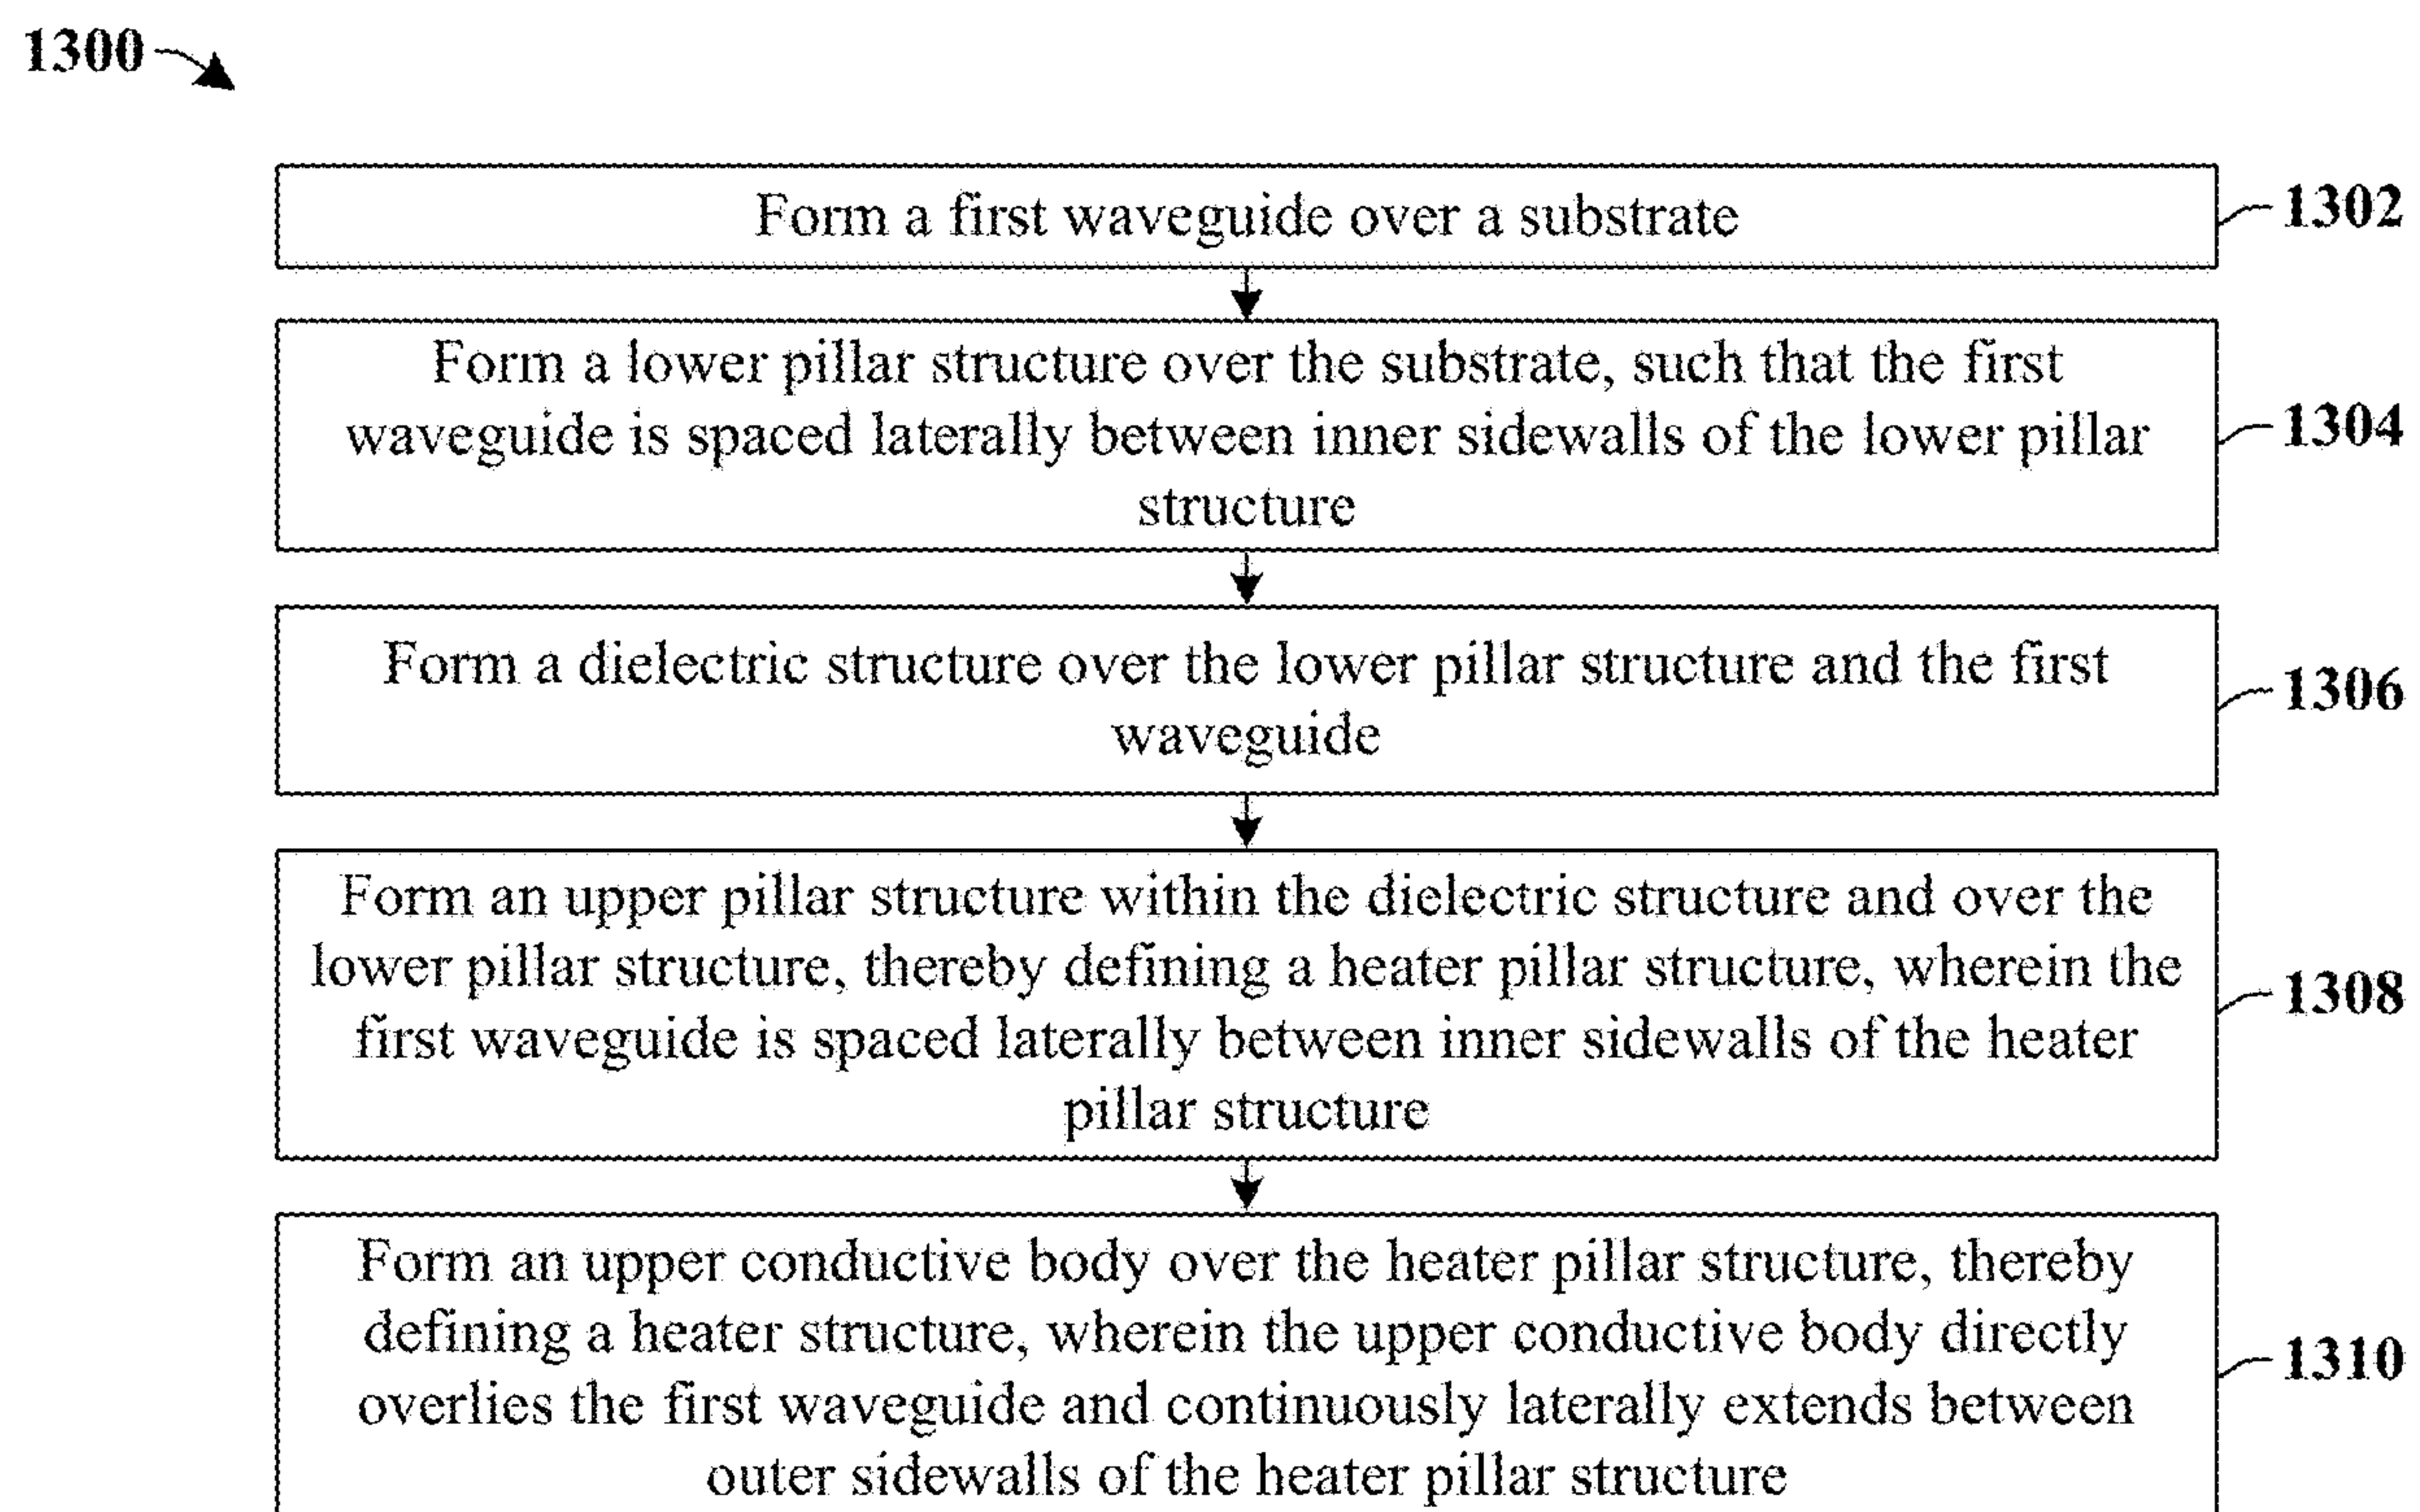 1300
Form a first waveguide over a substrate
1302
Form a lower pillar structure over the substrate, such that the first
waveguide is spaced laterally between inner sidewalls of the lower pillar
structure
1304
Form a dielectric structure over the lower pillar structure and the first
waveguide
1306
Form an upper pillar structure within the dielectric structure and over the
lower pillar structure, thereby defining a heater pillar structure, wherein the
first waveguide is spaced laterally between inner sidewalls of the heater
pillar structure
1308
Form an upper conductive body over the heater pillar structure, thereby
defining a heater structure, wherein the upper conductive body directly
overlies the first waveguide and continuously laterally extends between
outer sidewalls of the heater pillar structure
1310